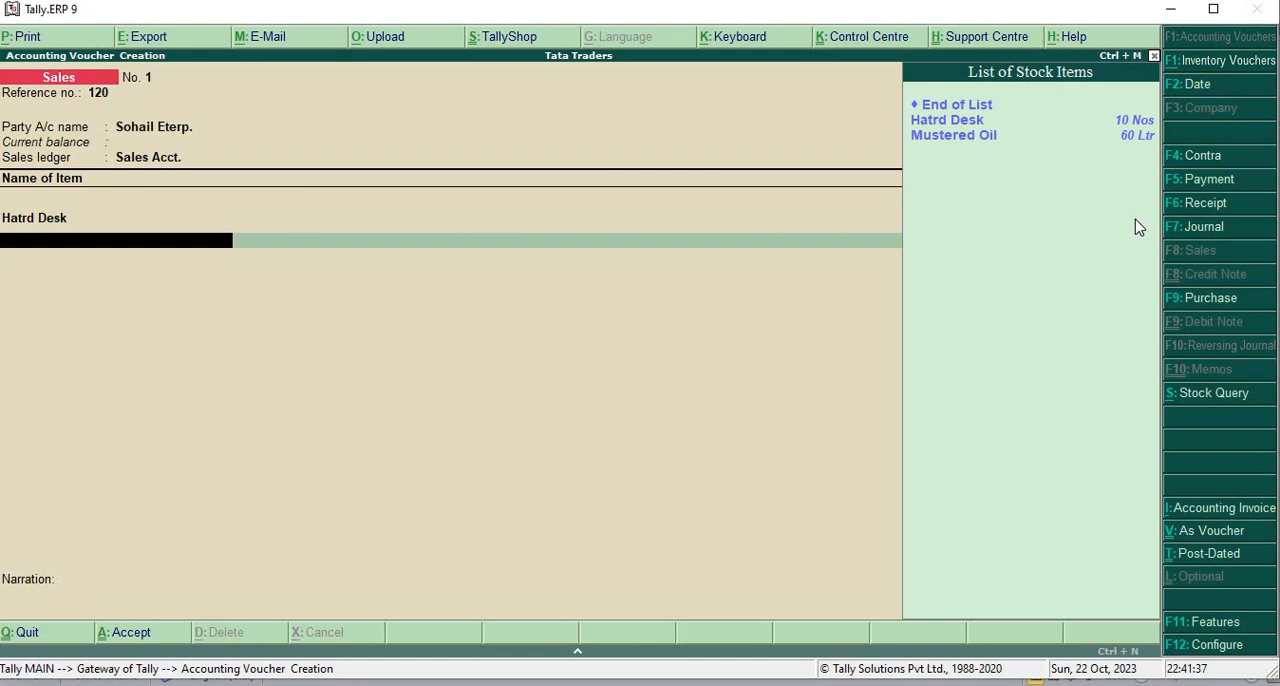 Tally.ERP 9
P: Print E: Export M: E-Mail O: Upload S: TallyShop G: Language K: Keyboard K: Control Centre H: Support Centre H: Help
F1: Accounting Vouchers
Accounting Voucher Creation Tata Traders Ctrl + M
F1: Inventory Vouchers
Sales No. 1
List of Stock Items
F2: Date
Reference no.: 120
End of List
F3: Company
Hatrd Desk 10 Nos
Party A/c name : Sohail Eterp.
Mustered Oil 60 Ltr
Current balance :
Sales ledger : Sales Acct.
F4: Contra
Name of Item
F5: Payment
F6: Receipt
Hatrd Desk
F7: Journal
F8: Sales
F8: Credit Note
F9: Purchase
F9: Debit Note
F10: Reversing Journal
F10: Memos
S: Stock Query
I: Accounting Invoice
V: As Voucher
T: Post-Dated
Narration:
L: Optional
F11: Features
Q: Quit A: Accept D: Delete X: Cancel
F12: Configure
Ctrl + N
Tally MAIN --> Gateway of Tally --> Accounting Voucher Creation © Tally Solutions Pvt Ltd., 1988-2020 Sun, 22 Oct, 2023 22:41:37